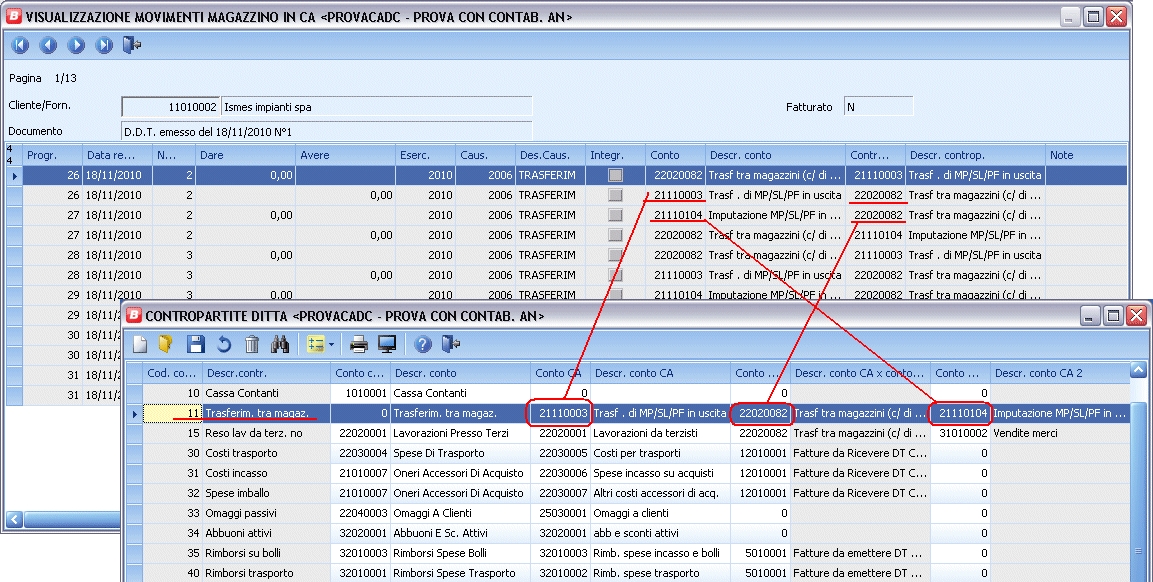 B VISUALIZZAZIONE MOVIMENTI MAGAZZINO IN CA <PROVACADC - PROVA CON CONTAB. AN>
Pagina 1/13
Cliente/Forn. 11010002 Ismes impianti spa Fatturato N
Documento D.D.T. emesso del 18/11/2010 N°1
4 4 Progr. Data re... N... Dare Avere Eserc. Caus. Des.Caus. Integr. Conto Descr. conto Contr... Descr. controp. Note
26 18/11/2010 2 0,00 2010 2006 TRASFERIM 22020082 Trasf tra magazzini (c/ di ... 21110003 Trasf . di MP/SL/PF in uscita
26 18/11/2010 2 0,00 2010 2006 TRASFERIM 21110003 Trasf . di MP/SL/PF in uscita 22020082 Trasf tra magazzini (c/ di ...
27 18/11/2010 2 0,00 2010 2006 TRASFERIM 21110104 Imputazione MP/SL/PF in ... 22020082 Trasf tra magazzini (c/ di ...
27 18/11/2010 2 0,00 2010 2006 TRASFERIM 22020082 Trasf tra magazzini (c/ di ... 21110104 Imputazione MP/SL/PF in ...
28 18/11/2010 3 0,00 2010 2006 TRASFERIM 22020082 Trasf tra magazzini (c/ di ... 21110003 Trasf . di MP/SL/PF in uscita
28 18/11/2010 3 0,00 2010 2006 TRASFERIM 21110003 Trasf . di MP/SL/PF in uscita 22020082 Trasf tra magazzini (c/ di ...
29 18/11/2010 3 0,00 2010 2006 TRASFERIM 21110104 Imputazione MP/SL/PF in ... 22020082 Trasf tra magazzini (c/ di ...
29 18/11/
30 18/11/
30 18/11/
31 18/11/
31 18/11/
B CONTROPARTITE DITTA <PROVACADC - PROVA CON CONTAB. AN>
Cod. co... Descr.contr. Conto c... Descr. conto Conto CA Descr. conto CA Conto ... Descr. conto CA x conto... Conto ... Descr. conto CA 2
10 Cassa Contanti 1010001 Cassa Contanti 0 0 0
11 Trasferim. tra magaz. 0 Trasferim. tra magaz. 21110003 Trasf . di MP/SL/PF in uscita 22020082 Trasf tra magazzini (c/ di ... 21110104 Imputazione MP/SL/PF in ...
15 Reso lav da terz. no 22020001 Lavorazioni Presso Terzi 22020001 Lavorazioni da terzisti 22020082 Trasf tra magazzini (c/ di ... 31010002 Vendite merci
30 Costi trasporto 22030004 Spese Di Trasporto 22030005 Costi per trasporti 12010001 Fatture da Ricevere DT C... 0
31 Costi incasso 21010007 Oneri Accessori Di Acquisto 22030006 Spese incasso su acquisti 12010001 Fatture da Ricevere DT C... 0
32 Spese imballo 21010007 Oneri Accessori Di Acquisto 22030007 Altri costi accessori di acq. 12010001 Fatture da Ricevere DT C... 0
33 Omaggi passivi 22040003 Omaggi A Clienti 25030001 Omaggi a clienti 0 0
34 Abbuoni attivi 32020001 Abbuoni E Sc. Attivi 32020001 abb e sconti attivi 0 0
35 Rimborsi su bolli 32010003 Rimborsi Spese Bolli 32010003 Rimb. spese incasso e bolli 5010001 Fatture da emettere DT ... 0
40 Rimborsi trasporto 32010001 Rimborsi Spese Trasporto 32010002 Rimb. spese trasporto 5010001 Fatture da emettere DT ... 0